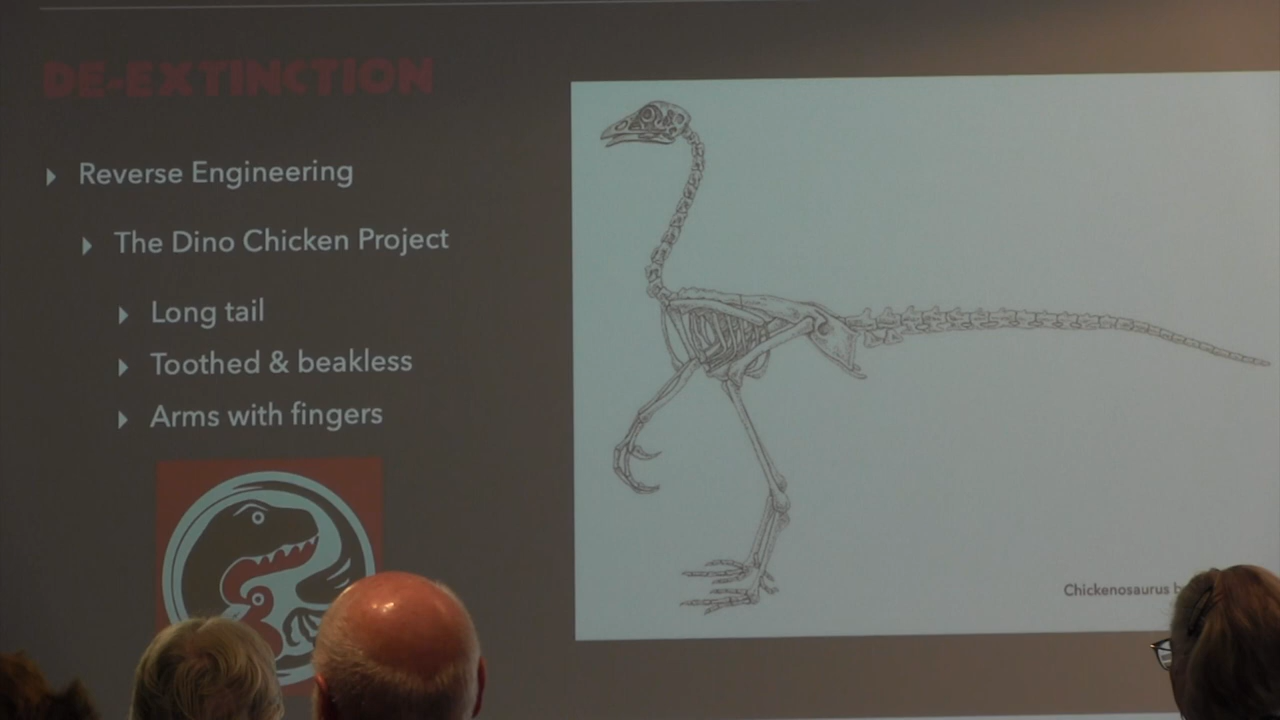 DE-EXTINCTION
Reverse Engineering
The Dino Chicken Project
Long tail
Toothed & beakless
Arms with fingers
Chickenosaurus